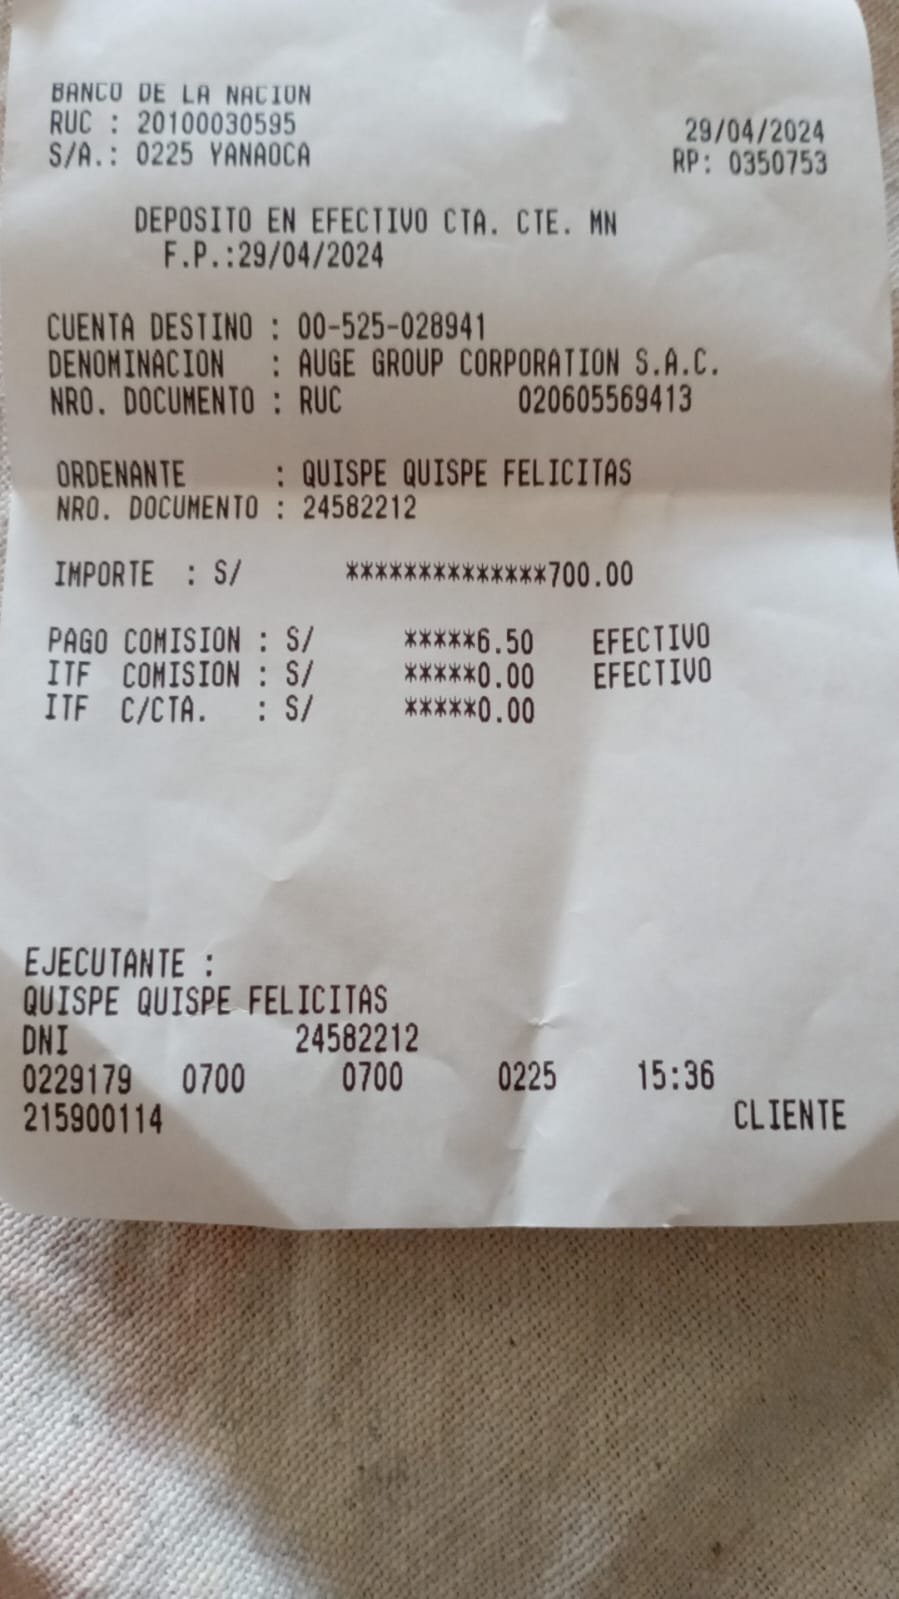 BANCO DE LA NACION
RUC : 20100030595 29/04/2024
S/A.: 0225 YANAOCA RP: 0350753
DEPOSITO EN EFECTIVO CTA. CTE. MN
F.P.:29/04/2024
CUENTA DESTINO : 00-525-028941
DENOMINACION : AUGE GROUP CORPORATION S.A.C.
NRO. DOCUMENTO : RUC 020605569413
ORDENANTE : QUISPE QUISPE FELICITAS
NRO. DOCUMENTO : 24582212
IMPORTE : S/ **************700.00
PAGO COMISION : S/ *****6.50 EFECTIVO
ITF COMISION : S/ *****0.00 EFECTIVO
ITF C/CTA. : S/ *****0.00
EJECUTANTE :
QUISPE QUISPE FELICITAS
DNI 24582212
0229179 0700 0700 0225 15:36
215900114 CLIENTE